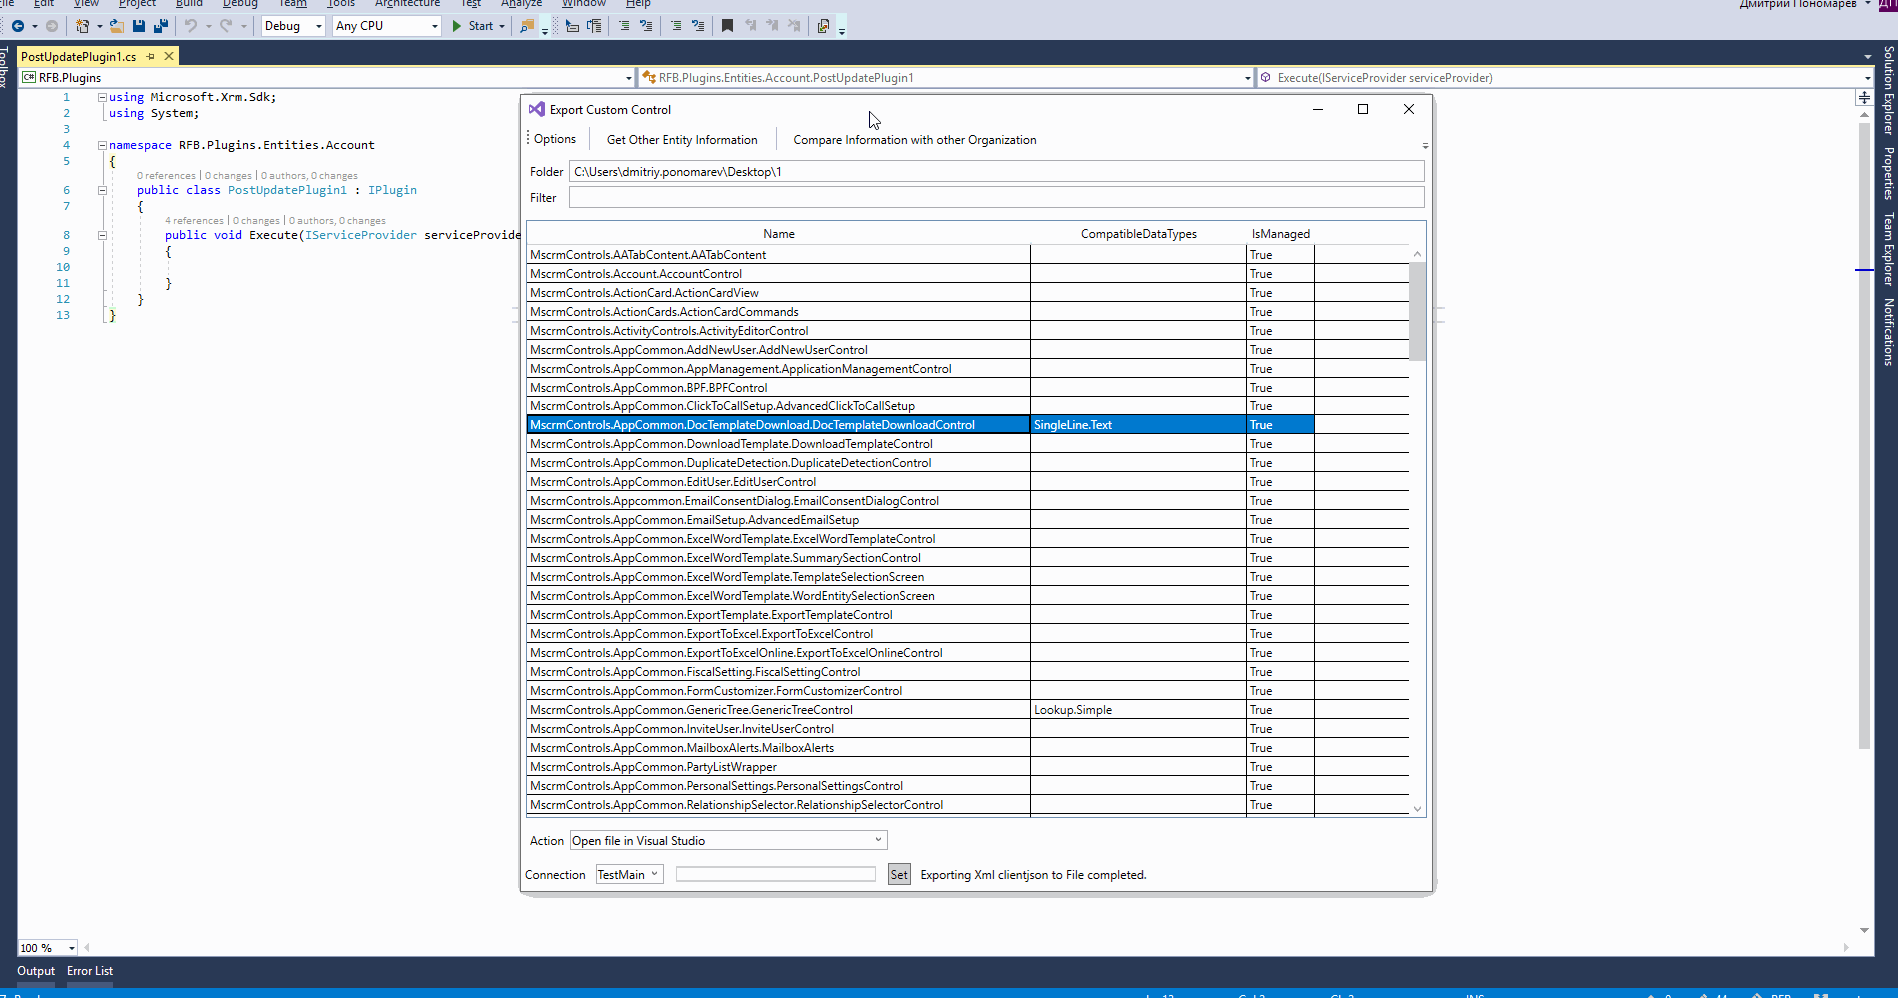 File Edit View Project Build Debug Team Tools Architecture Test Analyze Window Help
Дмитрий Пономарев
Debug Any CPU Start
PostUpdatePlugin1.cs
RFB.Plugins RFB.Plugins.Entities.Account.PostUpdatePlugin1 Execute(IServiceProvider serviceProvider)
Toolbox
1 using Microsoft.Xrm.Sdk;
2 using System;
3
4 namespace RFB.Plugins.Entities.Account
5 {
0 references | 0 changes | 0 authors, 0 changes
6 public class PostUpdatePlugin1 : IPlugin
7 {
4 references | 0 changes | 0 authors, 0 changes
8 public void Execute(IServiceProvider serviceProvide
9 {
10
11 }
12 }
13 }
Export Custom Control
Options Get Other Entity Information Compare Information with other Organization
Folder C:\Users\dmitriy.ponomarev\Desktop\1
Filter
Name CompatibleDataTypes IsManaged
MscrmControls.AATabContent.AATabContent True
MscrmControls.Account.AccountControl True
MscrmControls.ActionCard.ActionCardView True
MscrmControls.ActionCards.ActionCardCommands True
MscrmControls.ActivityControls.ActivityEditorControl True
MscrmControls.AppCommon.AddNewUser.AddNewUserControl True
MscrmControls.AppCommon.AppManagement.ApplicationManagementControl True
MscrmControls.AppCommon.BPF.BPFControl True
MscrmControls.AppCommon.ClickToCallSetup.AdvancedClickToCallSetup True
MscrmControls.AppCommon.DocTemplateDownload.DocTemplateDownloadControl SingleLine.Text True
MscrmControls.AppCommon.DownloadTemplate.DownloadTemplateControl True
MscrmControls.AppCommon.DuplicateDetection.DuplicateDetectionControl True
MscrmControls.AppCommon.EditUser.EditUserControl True
MscrmControls.Appcommon.EmailConsentDialog.EmailConsentDialogControl True
MscrmControls.AppCommon.EmailSetup.AdvancedEmailSetup True
MscrmControls.AppCommon.ExcelWordTemplate.ExcelWordTemplateControl True
MscrmControls.AppCommon.ExcelWordTemplate.SummarySectionControl True
MscrmControls.AppCommon.ExcelWordTemplate.TemplateSelectionScreen True
MscrmControls.AppCommon.ExcelWordTemplate.WordEntitySelectionScreen True
MscrmControls.AppCommon.ExportTemplate.ExportTemplateControl True
MscrmControls.AppCommon.ExportToExcel.ExportToExcelControl True
MscrmControls.AppCommon.ExportToExcelOnline.ExportToExcelOnlineControl True
MscrmControls.AppCommon.FiscalSetting.FiscalSettingControl True
MscrmControls.AppCommon.FormCustomizer.FormCustomizerControl True
MscrmControls.AppCommon.GenericTree.GenericTreeControl Lookup.Simple True
MscrmControls.AppCommon.InviteUser.InviteUserControl True
MscrmControls.AppCommon.MailboxAlerts.MailboxAlerts True
MscrmControls.AppCommon.PartyListWrapper True
MscrmControls.AppCommon.PersonalSettings.PersonalSettingsControl True
MscrmControls.AppCommon.RelationshipSelector.RelationshipSelectorControl True
Action Open file in Visual Studio
Connection TestMain Set Exporting Xml clientjson to File completed.
Solution Explorer
Properties
Team Explorer
Notifications
100 %
Output Error List